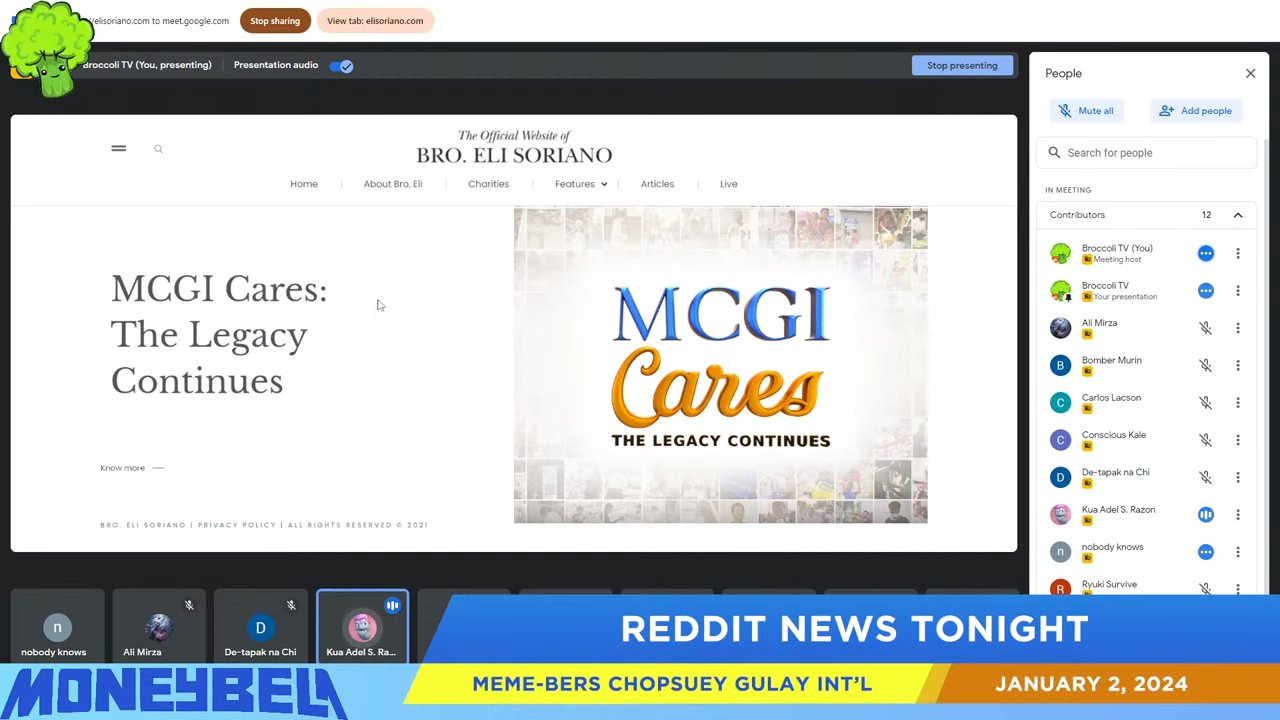 /elisoriano.com to meet.google.com
Stop sharing
View tab: elisoriano.com
Broccoli TV (You, presenting)
Presentation audio
Stop presenting
The Official Website of
BRO. ELI SORIANO
Home
About Bro. Eli
Charities
Features
Articles
Live
MCGI Cares:
The Legacy
Continues
Know more
BRO. ELI SORIANO | PRIVACY POLICY | ALL RIGHTS RESERVED © 2021
MCGI
Cares
THE LEGACY CONTINUES
People
Mute all
Add people
Search for people
IN MEETING
Contributors
12
Broccoli TV (You)
Meeting host
Broccoli TV
Your presentation
Ali Mirza
B
Bomber Murin
C
Carlos Lacson
C
Conscious Kale
D
De-tapak na Chi
Kua Adel S. Razon
n
nobody knows
R
Ryuki Survive
n
nobody knows
Ali Mirza
D
De-tapak na Chi
Kua Adel S. Ra...
REDDIT NEWS TONIGHT
MONEYBELA
MEME-BERS CHOPSUEY GULAY INT'L
JANUARY 2, 2024